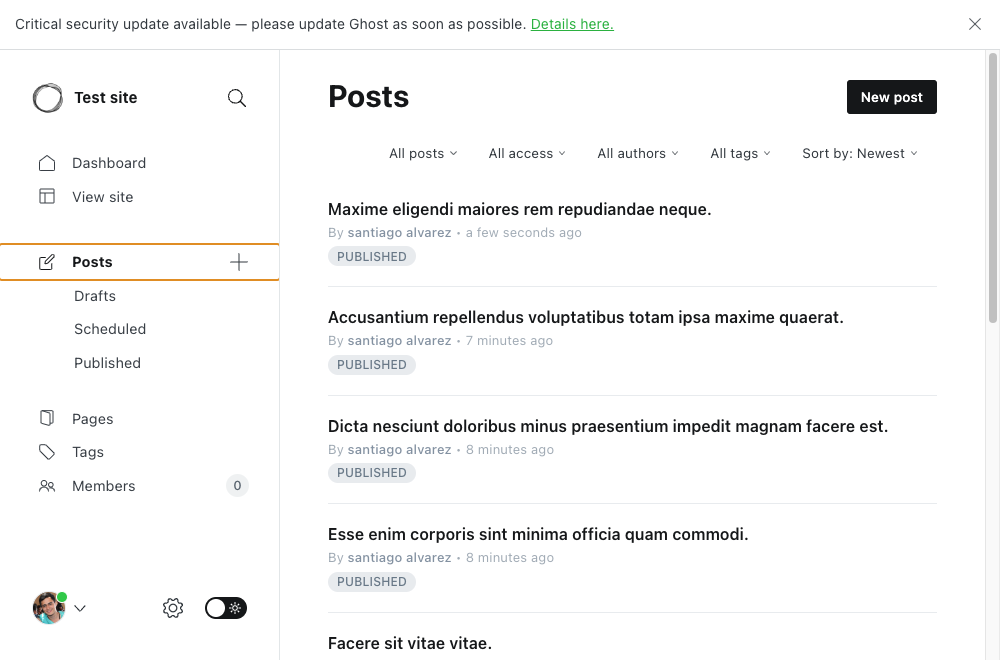 Critical security update available — please update Ghost as soon as possible. Details here.
Test site
Dashboard
View site
Posts
Drafts
Scheduled
Published
Pages
Tags
Members 0
Posts
New post
All posts All access All authors All tags Sort by: Newest
Maxime eligendi maiores rem repudiandae neque.
By santiago alvarez • a few seconds ago
PUBLISHED
Accusantium repellendus voluptatibus totam ipsa maxime quaerat.
By santiago alvarez • 7 minutes ago
PUBLISHED
Dicta nesciunt doloribus minus praesentium impedit magnam facere est.
By santiago alvarez • 8 minutes ago
PUBLISHED
Esse enim corporis sint minima officia quam commodi.
By santiago alvarez • 8 minutes ago
PUBLISHED
Facere sit vitae vitae.